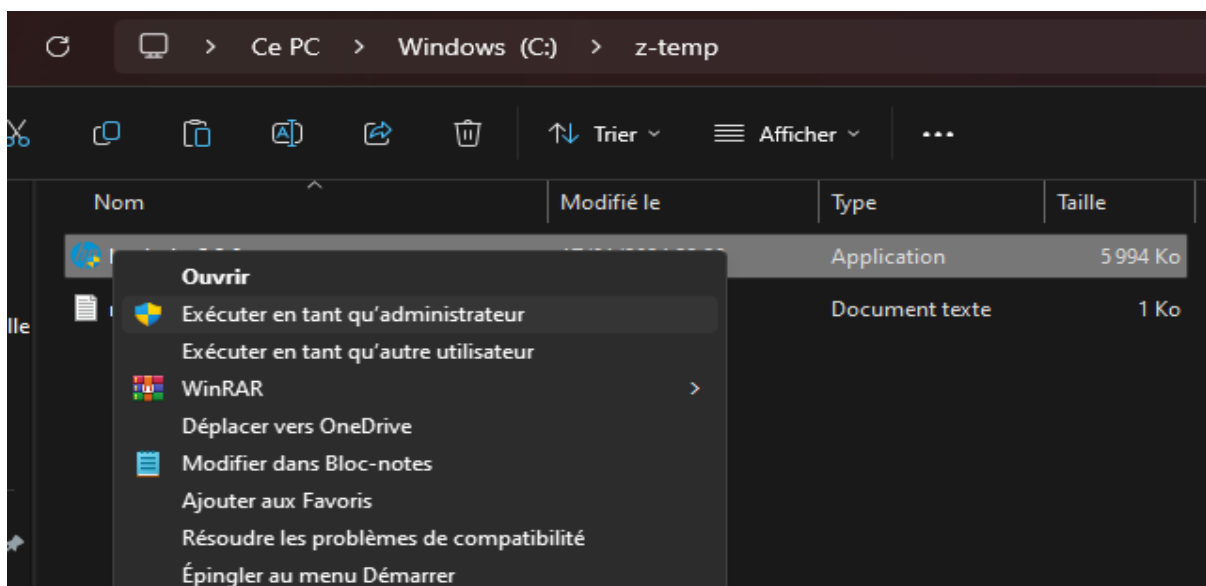 Ce PC > Windows (C:) > z-temp
Trier Afficher ...
Nom Modifié le Type Taille
Application 5 994 Ko
Ouvrir
Exécuter en tant qu'administrateur
Document texte 1 Ko
lle
Exécuter en tant qu'autre utilisateur
WinRAR >
Déplacer vers OneDrive
Modifier dans Bloc-notes
Ajouter aux Favoris
Résoudre les problèmes de compatibilité
Épingler au menu Démarrer